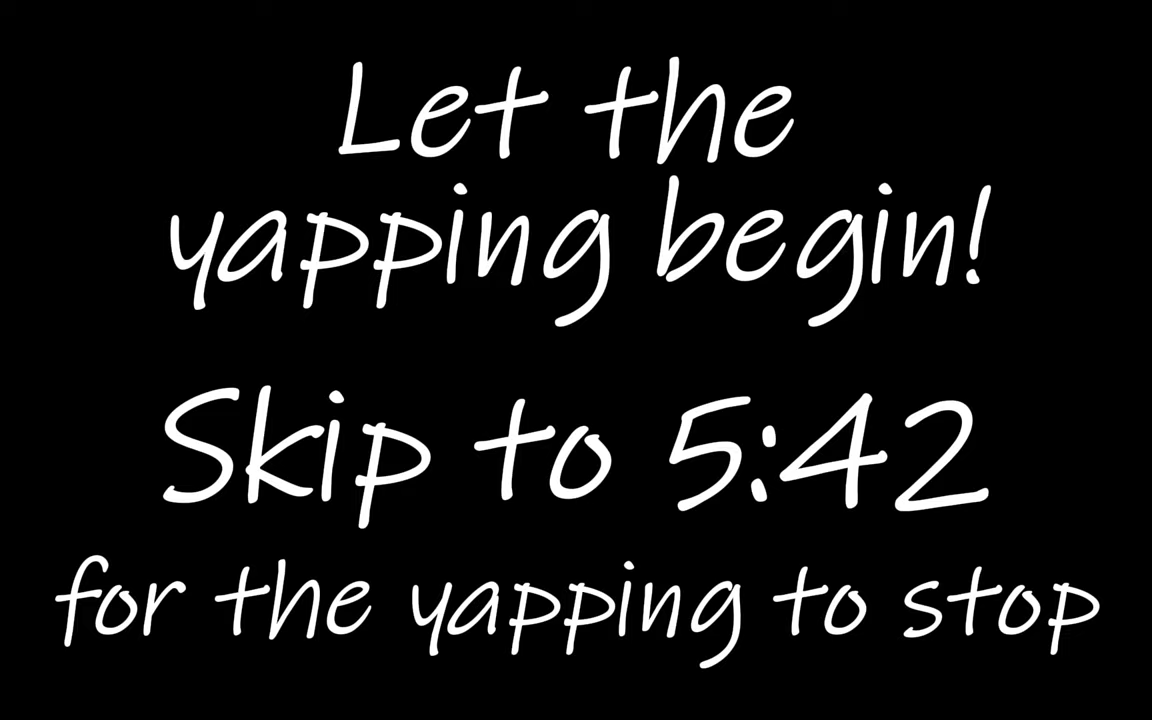 Let the
yapping begin!
Skip to 5:42
for the yapping to stop